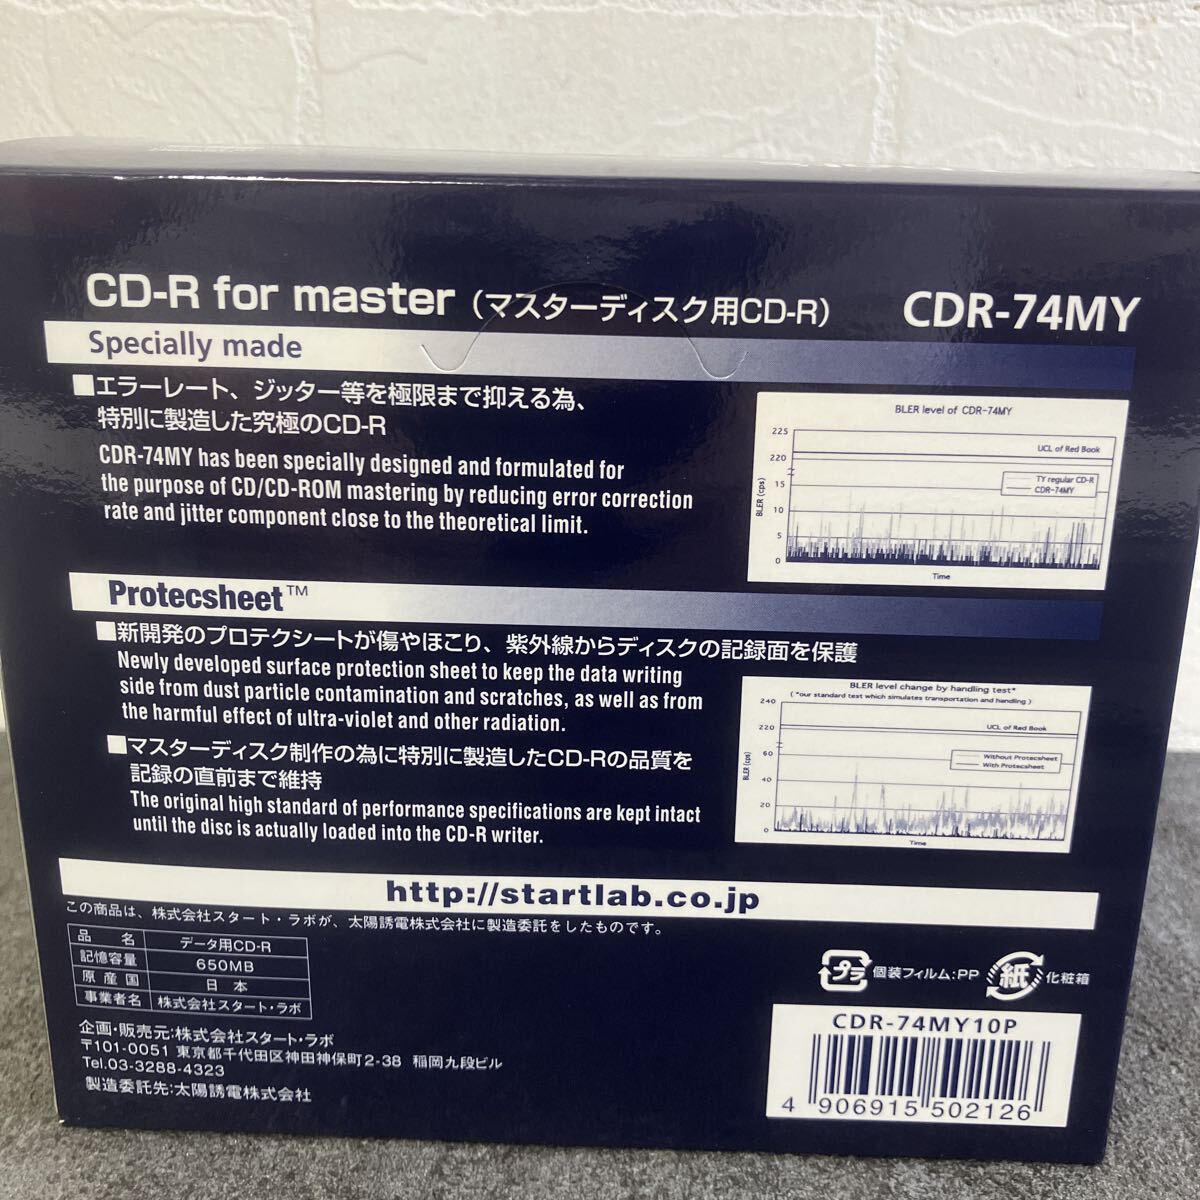 CD-R for master（マスターディスク用CD-R） CDR-74MY
Specially made
■エラーレート、ジッター等を極限まで抑える為、
特別に製造した究極のCD-R
CDR-74MY has been specially designed and formulated for
the purpose of CD/CD-ROM mastering by reducing error correction
rate and jitter component close to the theoretical limit.
BLER level of CDR-74MY
225
UCL of Red Book
220
TY regular CD-R
CDR-74MY
15
10
5
0
BLER (cps)
Time
Protecsheet™
■新開発のプロテクシートが傷やほこり、紫外線からディスクの記録面を保護
Newly developed surface protection sheet to keep the data writing
side from dust particle contamination and scratches, as well as from
the harmful effect of ultra-violet and other radiation.
■マスターディスク制作の為に特別に製造したCD-Rの品質を
記録の直前まで維持
The original high standard of performance specifications are kept intact
until the disc is actually loaded into the CD-R writer.
BLER level change by handling test*
( *our standard test which simulates transportation and handling )
240
UCL of Red Book
220
Without Protecsheet
With Protecsheet
60
40
20
0
BLER (cps)
Time
http://startlab.co.jp
この商品は、株式会社スタート・ラボが、太陽誘電株式会社に製造委託をしたものです。
品名 データ用CD-R
記憶容量 650MB
原産国 日本
事業者名 株式会社スタート・ラボ
企画・販売元:株式会社スタート・ラボ
〒101-0051 東京都千代田区神田神保町2-38 稲岡九段ビル
Tel.03-3288-4323
製造委託先:太陽誘電株式会社
プラ 個装フィルム:PP 紙 化粧箱
CDR-74MY10P
4 906915 502126